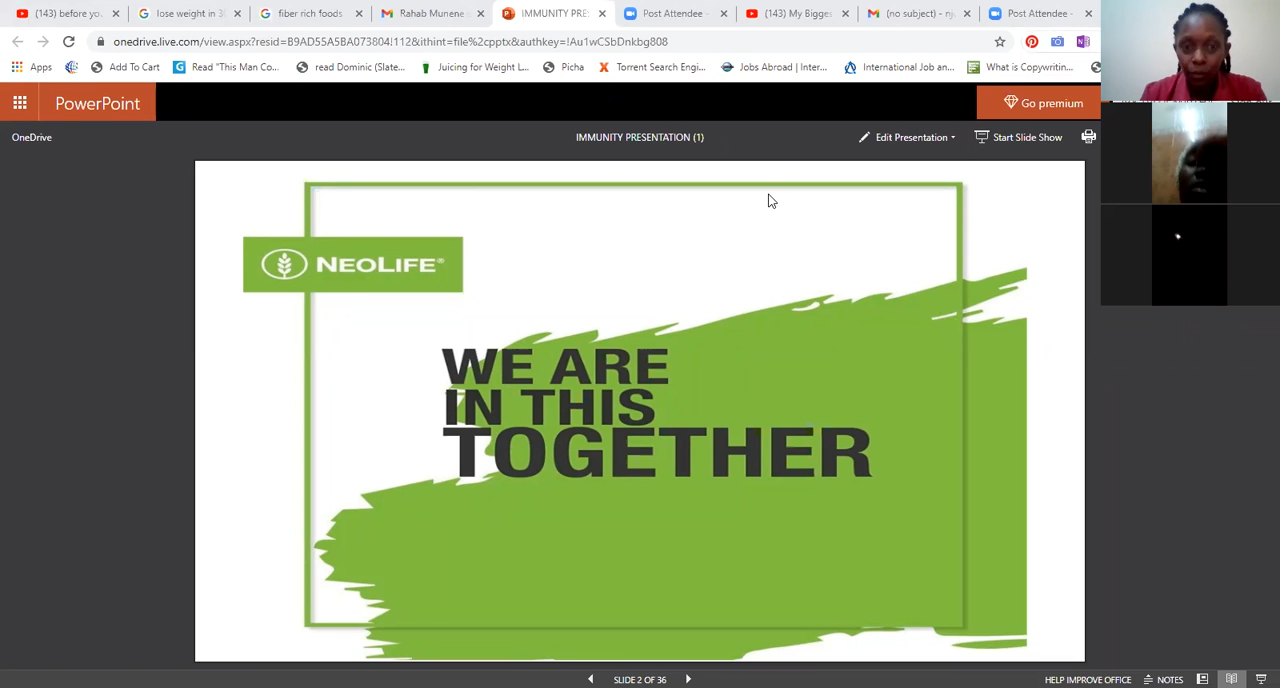 (143) before yo
lose weight in 3
fiber rich foods
Rahab Munene -
IMMUNITY PRE
Post Attendee -
(143) My Bigges
(no subject) - nj
Post Attendee -
onedrive.live.com/view.aspx?resid=B9AD55A5BA073804!112&ithint=file%2cpptx&authkey=!Au1wCSbDnkbg808
Apps
Add To Cart
Read "This Man Co...
read Dominic (Slate...
Juicing for Weight L...
Picha
Torrent Search Engi...
Jobs Abroad | Inter...
International Job an...
What is Copywritin...
PowerPoint
Go premium
OneDrive
IMMUNITY PRESENTATION (1)
Edit Presentation
Start Slide Show
NEOLIFE®
WE ARE
IN THIS
TOGETHER
SLIDE 2 OF 36
HELP IMPROVE OFFICE
NOTES